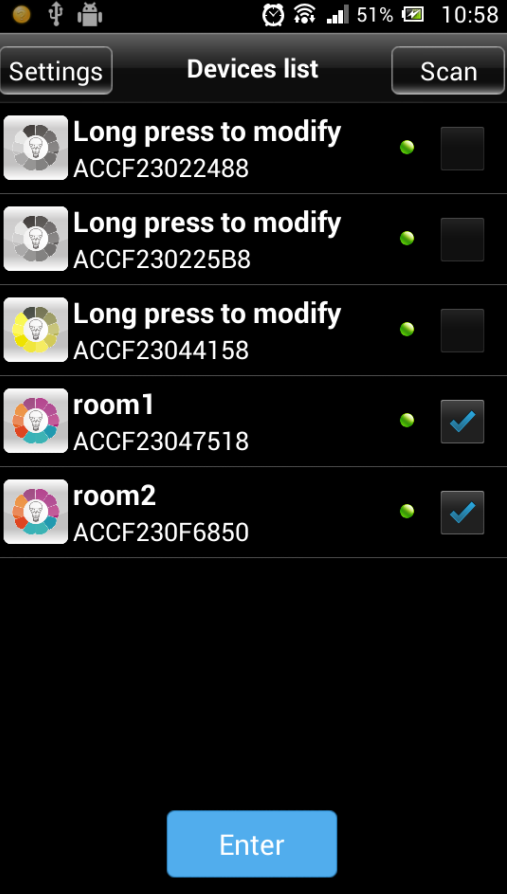 51% 10:58
Settings Devices list Scan
Long press to modify
ACCF23022488
Long press to modify
ACCF230225B8
Long press to modify
ACCF23044158
room1
ACCF23047518
room2
ACCF230F6850
Enter